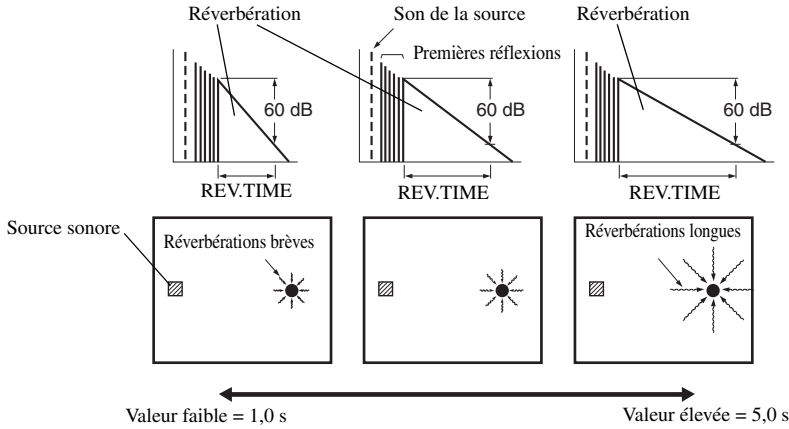 Réverbération
Son de la source
Réverbération
Premières réflexions
60 dB
60 dB
60 dB
REV.TIME
REV.TIME
REV.TIME
Source sonore
Réverbérations brèves
Réverbérations longues
Valeur faible = 1,0 s
Valeur élevée = 5,0 s